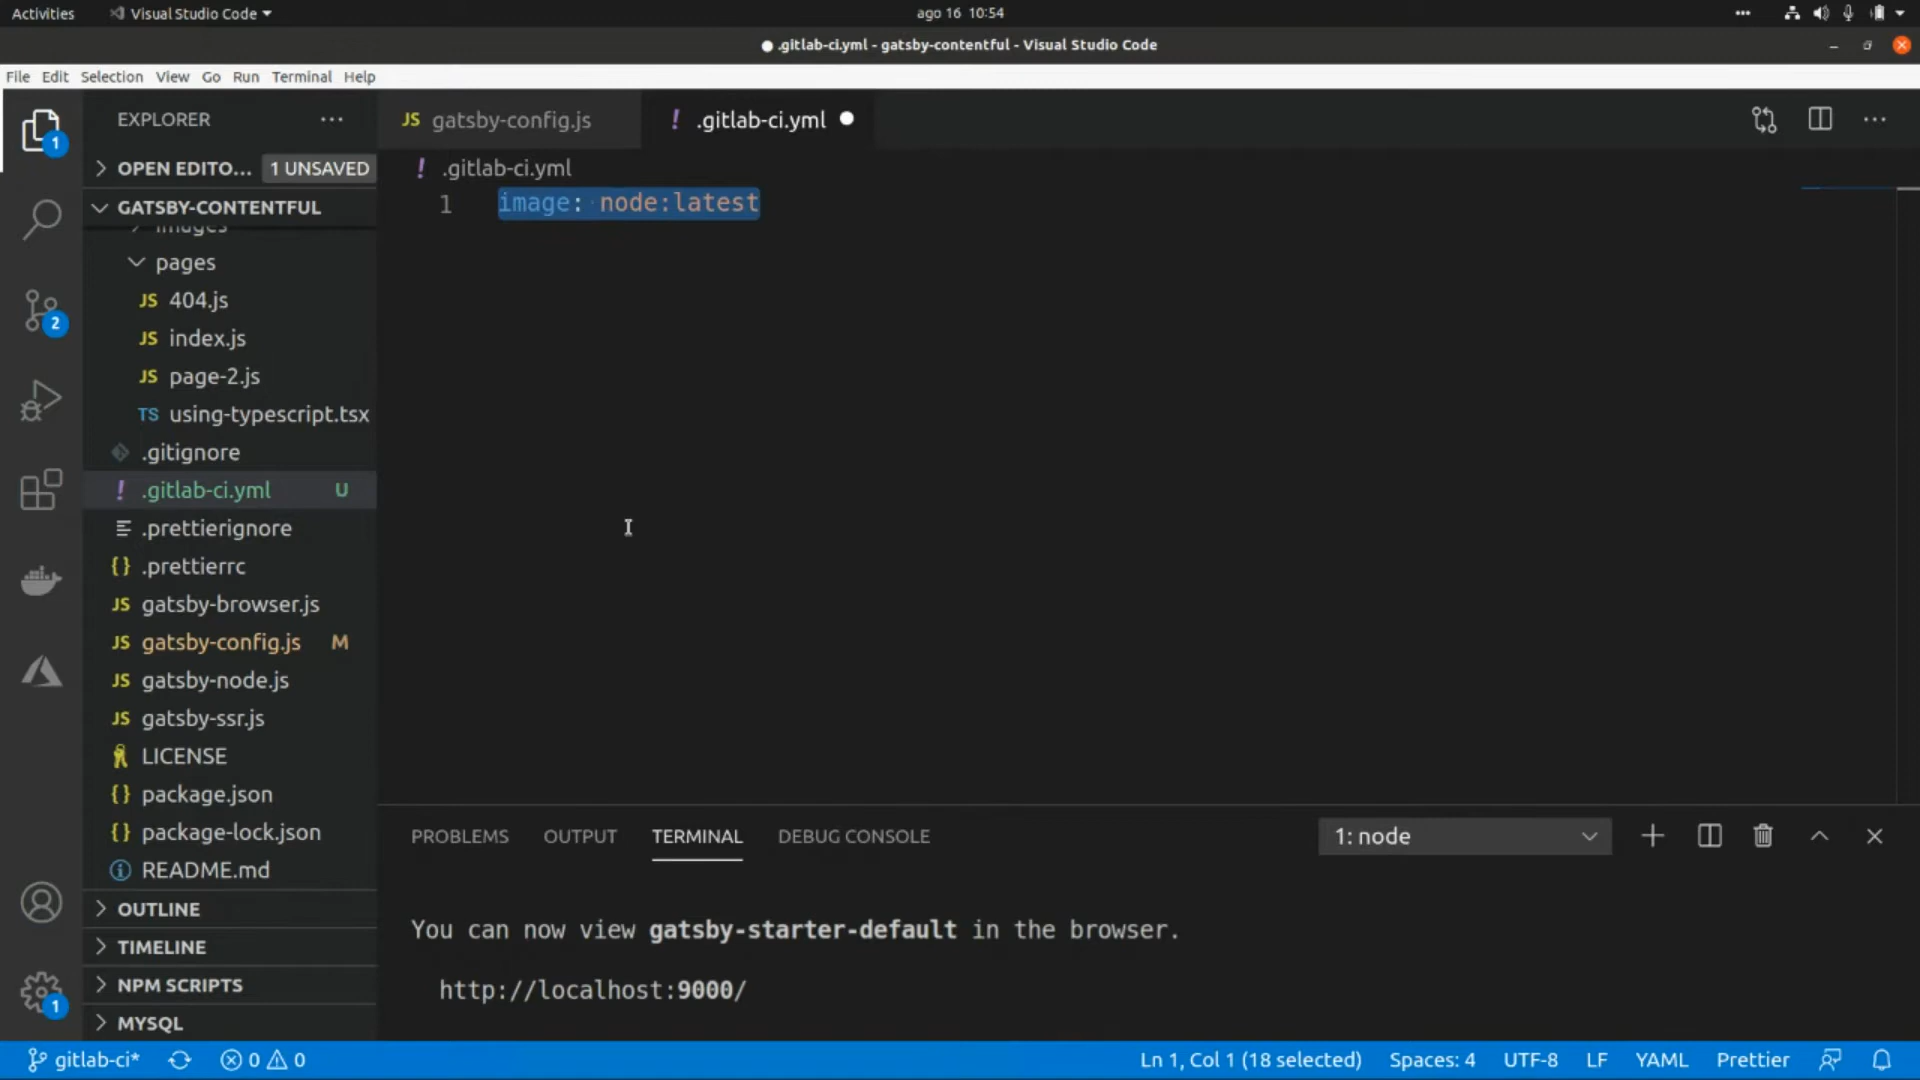 Activities
Visual Studio Code
ago 16 10:54
.gitlab-ci.yml - gatsby-contentful - Visual Studio Code
File Edit Selection View Go Run Terminal Help
EXPLORER
OPEN EDITO... 1 UNSAVED
GATSBY-CONTENTFUL
images
pages
JS 404.js
JS index.js
JS page-2.js
TS using-typescript.tsx
.gitignore
! .gitlab-ci.yml U
.prettierignore
{} .prettierrc
JS gatsby-browser.js
JS gatsby-config.js M
JS gatsby-node.js
JS gatsby-ssr.js
LICENSE
{} package.json
{} package-lock.json
README.md
OUTLINE
TIMELINE
NPM SCRIPTS
MYSQL
1
2
1
JS gatsby-config.js
! .gitlab-ci.yml
! .gitlab-ci.yml
1 image: node:latest
PROBLEMS OUTPUT TERMINAL DEBUG CONSOLE
1: node
You can now view gatsby-starter-default in the browser.
http://localhost:9000/
gitlab-ci* 0 0
Ln 1, Col 1 (18 selected) Spaces: 4 UTF-8 LF YAML Prettier